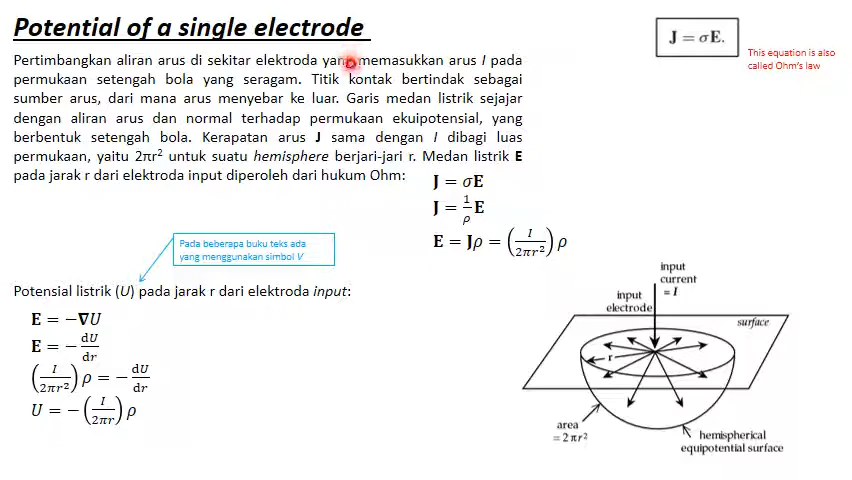 Potential of a single electrode
J = σE.
This equation is also
called Ohm's law
Pertimbangkan aliran arus di sekitar elektroda yang memasukkan arus I pada
permukaan setengah bola yang seragam. Titik kontak bertindak sebagai
sumber arus, dari mana arus menyebar ke luar. Garis medan listrik sejajar
dengan aliran arus dan normal terhadap permukaan ekuipotensial, yang
berbentuk setengah bola. Kerapatan arus J sama dengan I dibagi luas
permukaan, yaitu 2πr² untuk suatu hemisphere berjari-jari r. Medan listrik E
pada jarak r dari elektroda input diperoleh dari hukum Ohm:
J = σE
J = 1/ρ E
E = Jρ = (I/2πr²) ρ
Pada beberapa buku teks ada
yang menggunakan simbol V
Potensial listrik (U) pada jarak r dari elektroda input:
E = −∇U
E = − dU/dr
(I/2πr²) ρ = − dU/dr
U = − (I/2πr) ρ
input
current
= I
input
electrode
surface
r
area
= 2πr²
hemispherical
equipotential surface